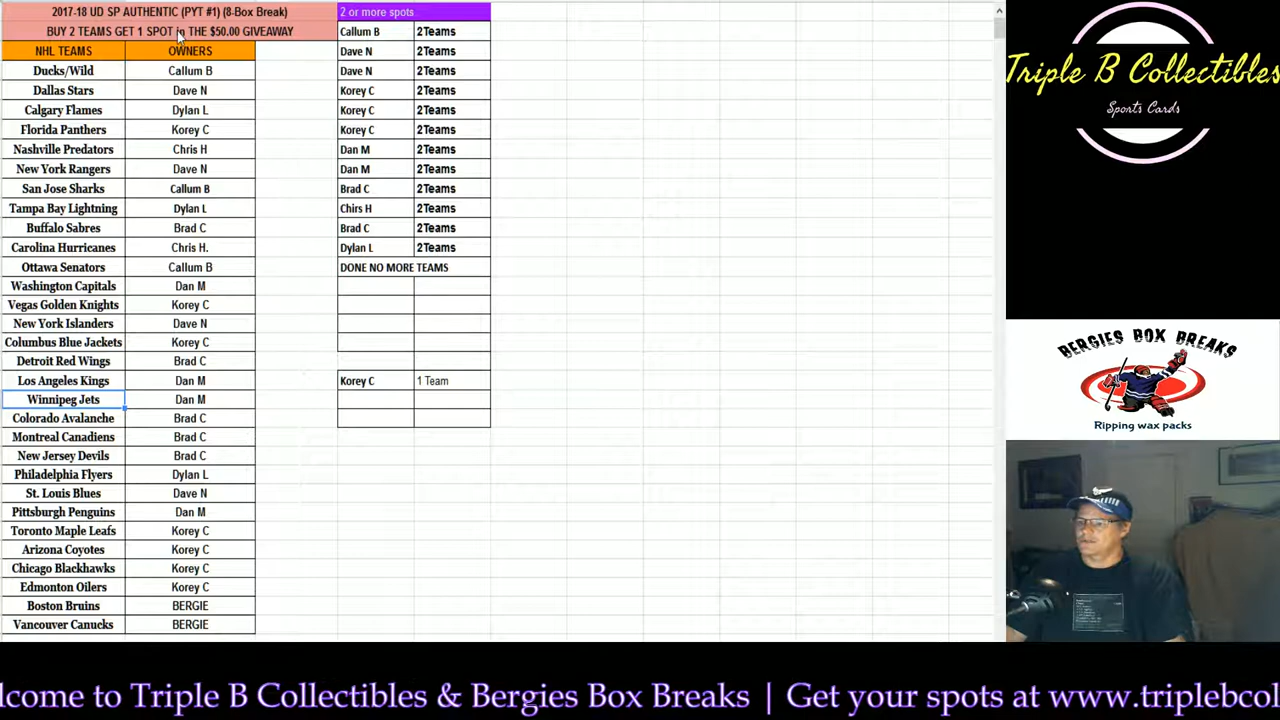 2017-18 UD SP AUTHENTIC (PYT #1) (8-Box Break)
BUY 2 TEAMS GET 1 SPOT in THE $50.00 GIVEAWAY
NHL TEAMS OWNERS
Ducks/Wild Callum B
Dallas Stars Dave N
Calgary Flames Dylan L
Florida Panthers Korey C
Nashville Predators Chris H
New York Rangers Dave N
San Jose Sharks Callum B
Tampa Bay Lightning Dylan L
Buffalo Sabres Brad C
Carolina Hurricanes Chris H.
Ottawa Senators Callum B
Washington Capitals Dan M
Vegas Golden Knights Korey C
New York Islanders Dave N
Columbus Blue Jackets Korey C
Detroit Red Wings Brad C
Los Angeles Kings Dan M
Winnipeg Jets Dan M
Colorado Avalanche Brad C
Montreal Canadiens Brad C
New Jersey Devils Brad C
Philadelphia Flyers Dylan L
St. Louis Blues Dave N
Pittsburgh Penguins Dan M
Toronto Maple Leafs Korey C
Arizona Coyotes Korey C
Chicago Blackhawks Korey C
Edmonton Oilers Korey C
Boston Bruins BERGIE
Vancouver Canucks BERGIE
2 or more spots
Callum B 2Teams
Dave N 2Teams
Dave N 2Teams
Korey C 2Teams
Korey C 2Teams
Korey C 2Teams
Dan M 2Teams
Dan M 2Teams
Brad C 2Teams
Chirs H 2Teams
Brad C 2Teams
Dylan L 2Teams
DONE NO MORE TEAMS
Korey C 1 Team
Triple B Collectibles
Sports Cards
BERGIES BOX BREAKS
Ripping wax packs
lcome to Triple B Collectibles & Bergies Box Breaks | Get your spots at www.triplebcol